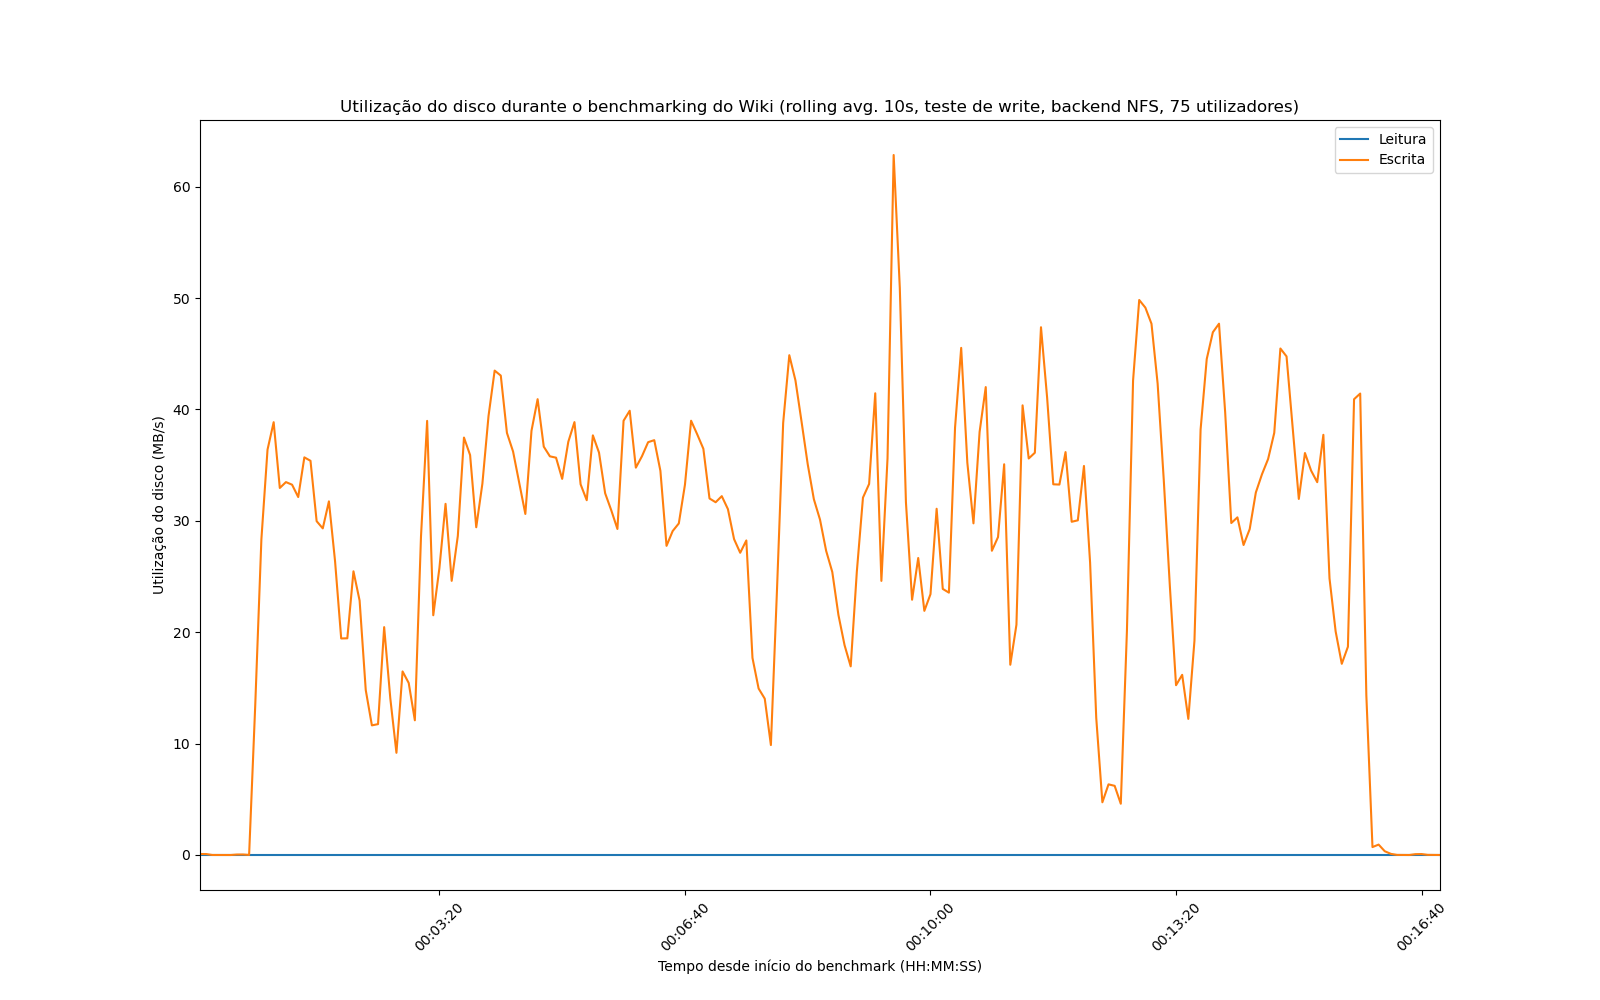 Utilização do disco durante o benchmarking do Wiki (rolling avg. 10s, teste de write, backend NFS, 75 utilizadores)
Leitura
Escrita
60
50
40
30
20
10
0
Utilização do disco (MB/s)
00:03:20
00:06:40
00:10:00
00:13:20
00:16:40
Tempo desde início do benchmark (HH:MM:SS)